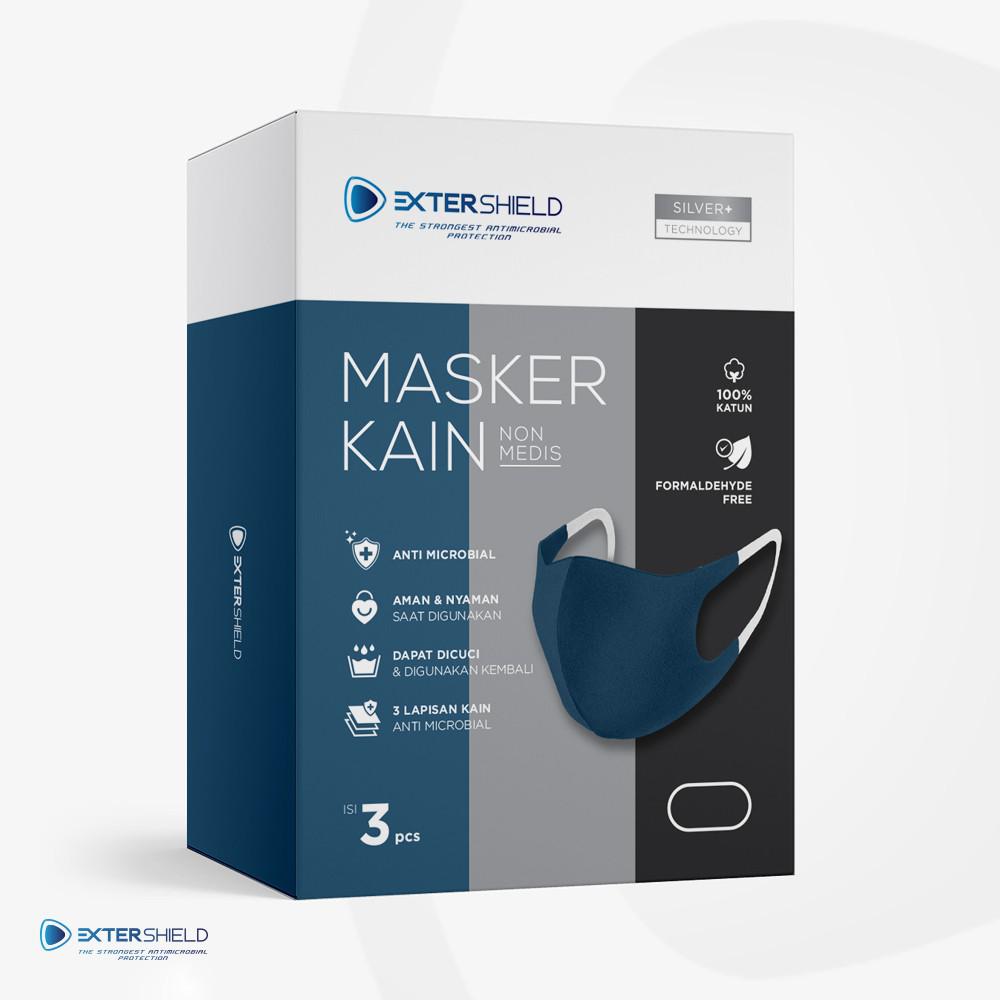 EXTERSHIELD
THE STRONGEST ANTIMICROBIAL
PROTECTION
SILVER+
TECHNOLOGY
MASKER
KAIN
NON
MEDIS
100%
KATUN
FORMALDEHYDE
FREE
ANTI MICROBIAL
AMAN & NYAMAN
SAAT DIGUNAKAN
DAPAT DICUCI
& DIGUNAKAN KEMBALI
3 LAPISAN KAIN
ANTI MICROBIAL
ISI 3 pcs
EXTERSHIELD
EXTERSHIELD
THE STRONGEST ANTIMICROBIAL
PROTECTION